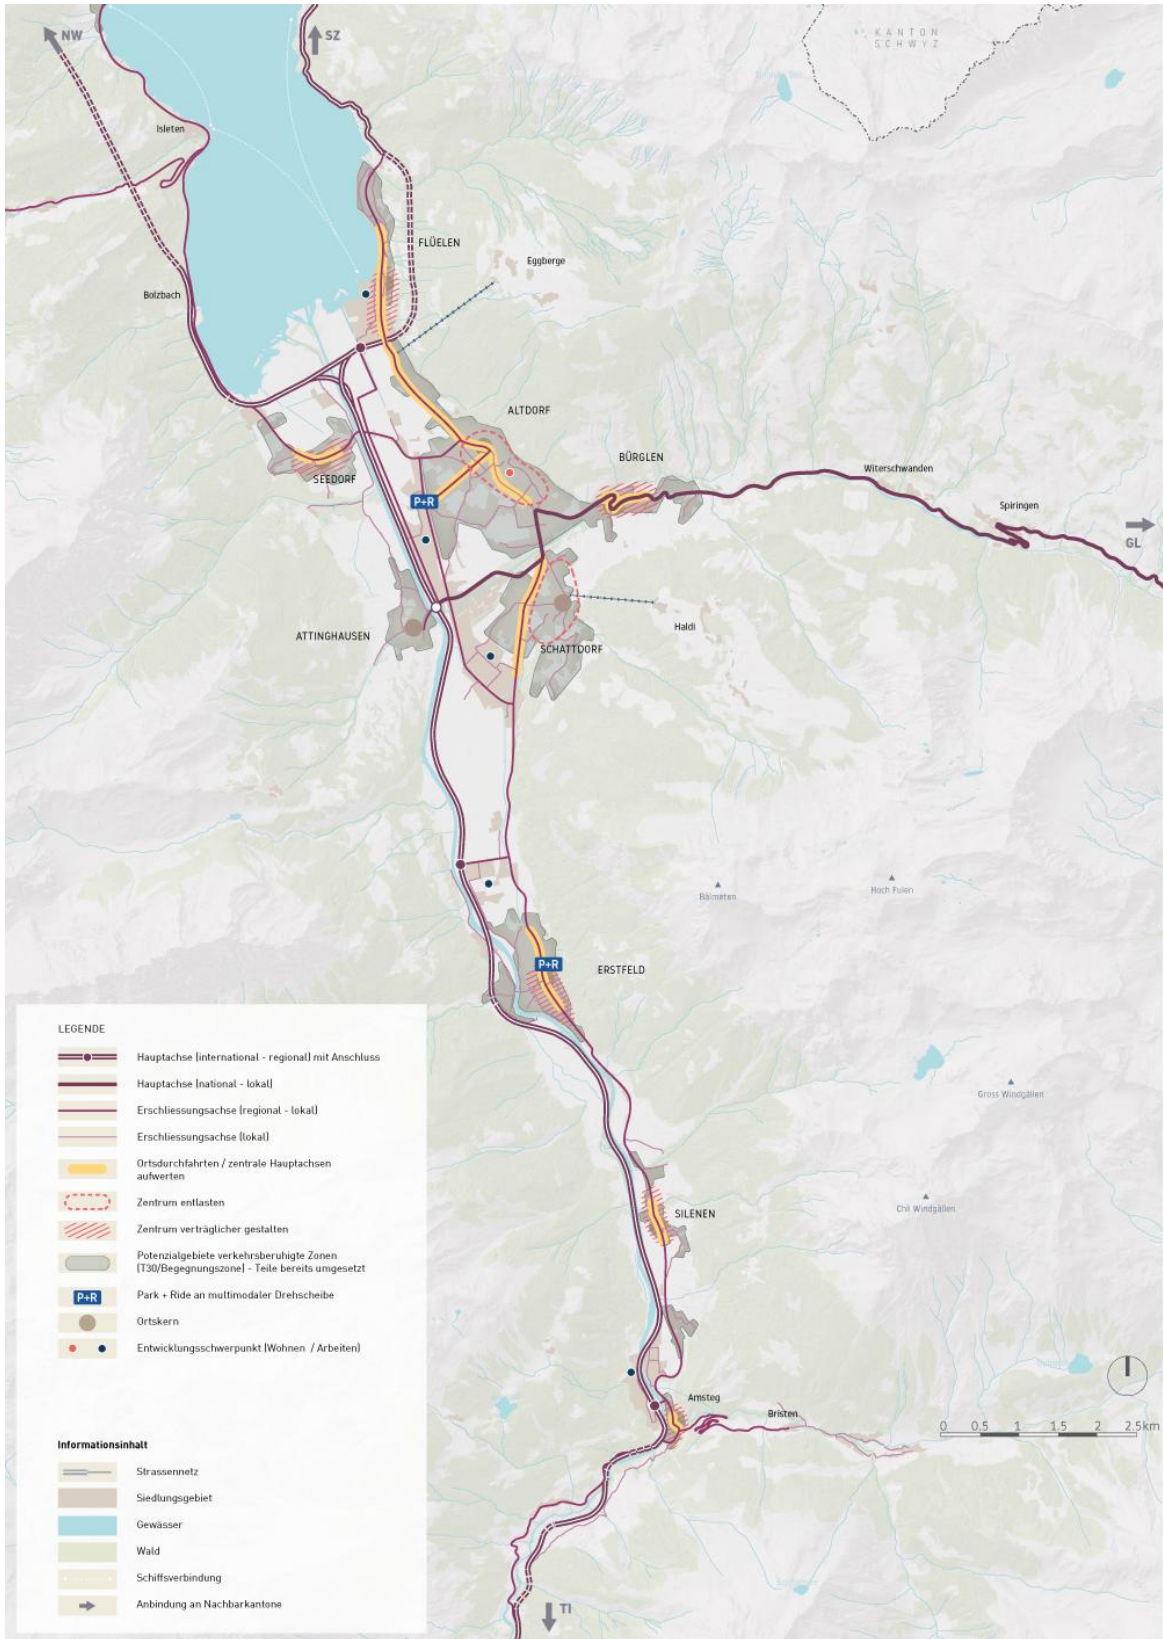 NW
SZ
KANTON
SCHWYZ
Isleten
FLÜELEN
Eggberge
Bolzbach
ALTDORF
BÜRGLEN
Witerschwanden
SEEDORF
Spiringen
P+R
GL
Haldi
ATTINGHAUSEN
SCHATTDORF
Bälmeten
Hoch Fulen
P+R
ERSTFELD
LEGENDE
Hauptachse (international - regional) mit Anschluss
Hauptachse (national - lokal)
Erschliessungsachse (regional - lokal)
Erschliessungsachse (lokal)
Ortsdurchfahrten / zentrale Hauptachsen
aufwerten
Zentrum entlasten
Zentrum verträglicher gestalten
Potenzialgebiete verkehrsberuhigte Zonen
(T30/Begegnungszone) - Teile bereits umgesetzt
P+R Park + Ride an multimodaler Drehscheibe
Ortskern
Entwicklungsschwerpunkt (Wohnen / Arbeiten)
Gross Windgällen
Chli Windgällen
SILENEN
Amsteg
Bristen
0 0.5 1 1.5 2 2.5km
Informationsinhalt
Strassennetz
Siedlungsgebiet
Gewässer
Wald
Schiffsverbindung
Anbindung an Nachbarkantone
TI